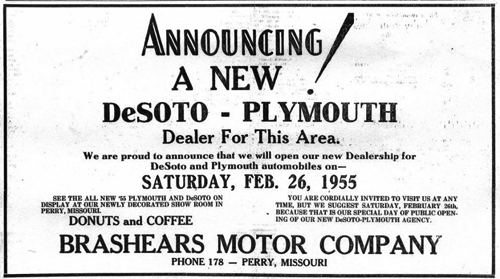 ANNOUNCING!
A NEW
DESOTO - PLYMOUTH
Dealer For This Area.
We are proud to announce that we will open our new Dealership for
DeSoto and Plymouth automobiles on—
SATURDAY, FEB. 26, 1955
SEE THE ALL NEW '55 PLYMOUTH AND DESOTO ON
DISPLAY AT OUR NEWLY DECORATED SHOW ROOM IN
PERRY, MISSOURI.
DONUTS and COFFEE
YOU ARE CORDIALLY INVITED TO VISIT US AT ANY
TIME, BUT WE SUGGEST SATURDAY, FEBRUARY 26th,
BECAUSE THAT IS OUR SPECIAL DAY OF PUBLIC OPEN-
ING OF OUR NEW DeSOTO-PLYMOUTH AGENCY.
BRASHEARS MOTOR COMPANY
PHONE 178 — PERRY, MISSOURI